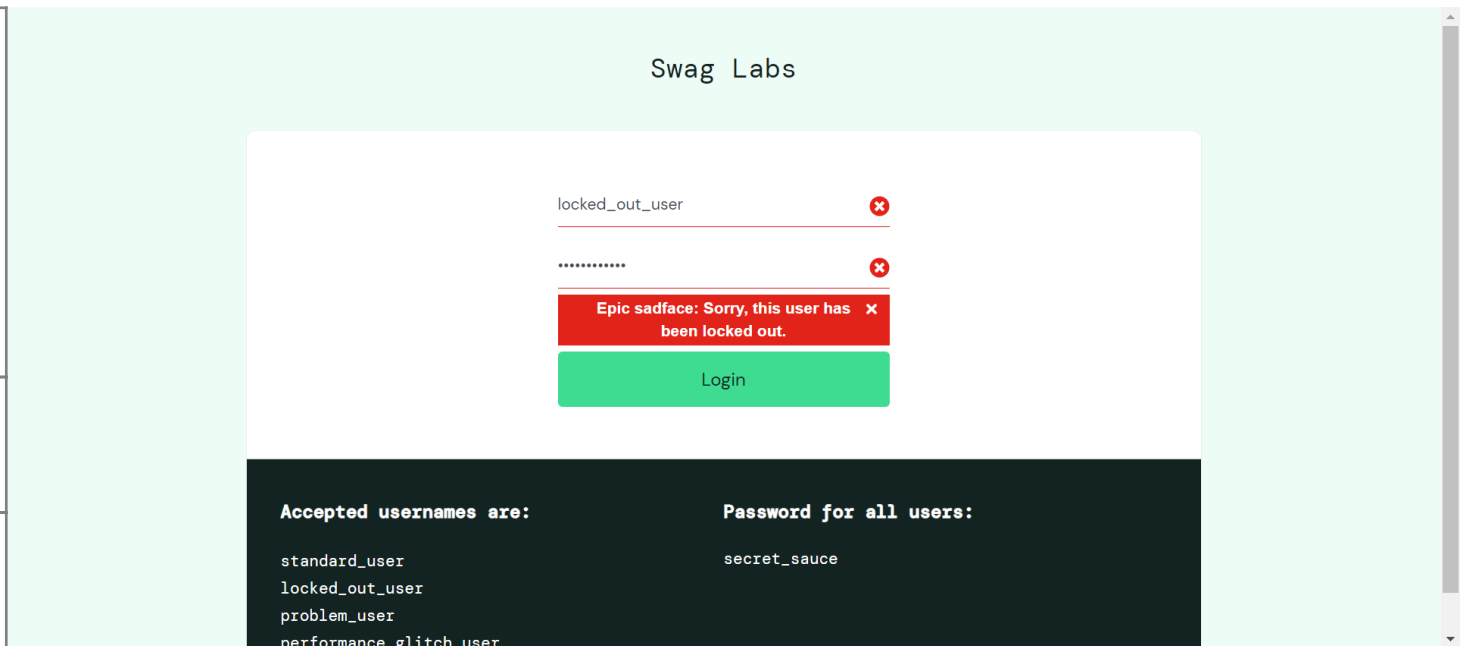 Swag Labs
locked_out_user
••••••••••••
Epic sadface: Sorry, this user has
been locked out.
Login
Accepted usernames are:
standard_user
locked_out_user
problem_user
performance_glitch_user
Password for all users:
secret_sauce